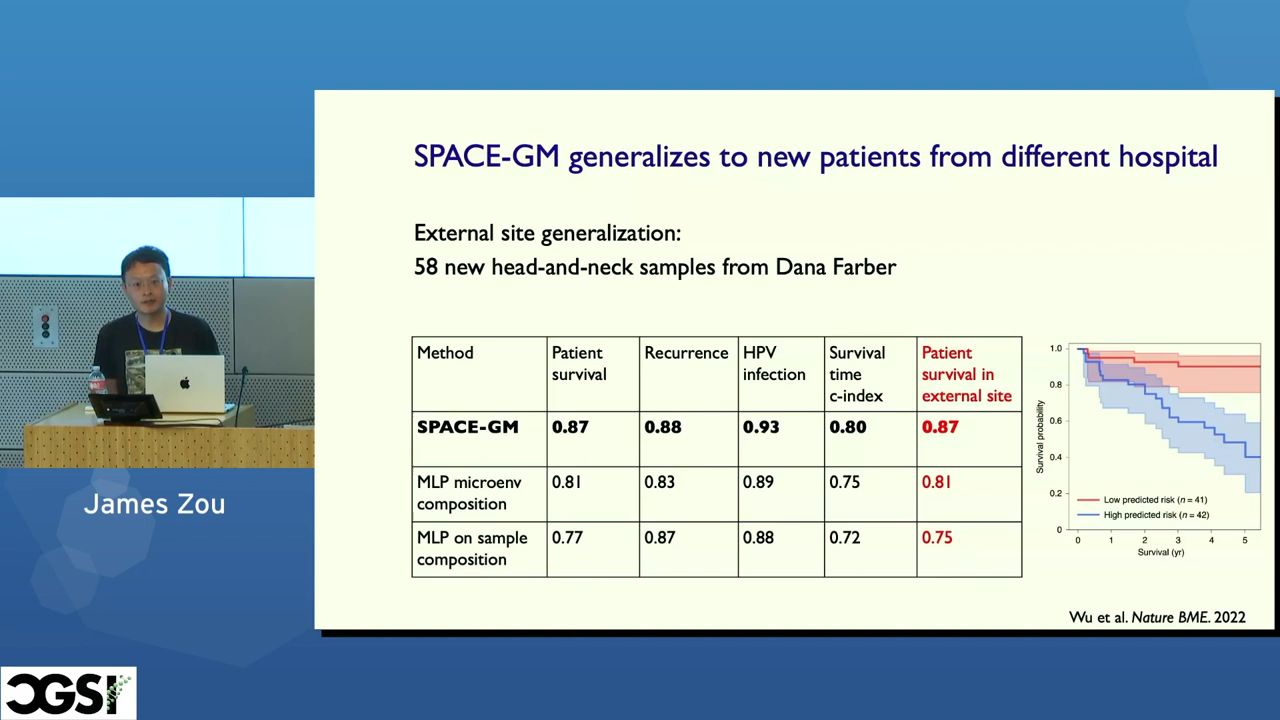 SPACE-GM generalizes to new patients from different hospital
External site generalization:
58 new head-and-neck samples from Dana Farber
Method
Patient
survival
Recurrence
HPV
infection
Survival
time
c-index
Patient
survival in
external site
SPACE-GM
0.87
0.88
0.93
0.80
0.87
MLP microenv
composition
0.81
0.83
0.89
0.75
0.81
MLP on sample
composition
0.77
0.87
0.88
0.72
0.75
1.0
0.8
0.6
0.4
0.2
0
Survival probability
Low predicted risk (n = 41)
High predicted risk (n = 42)
0 1 2 3 4 5
Survival (yr)
Wu et al. Nature BME. 2022
James Zou
CGSI